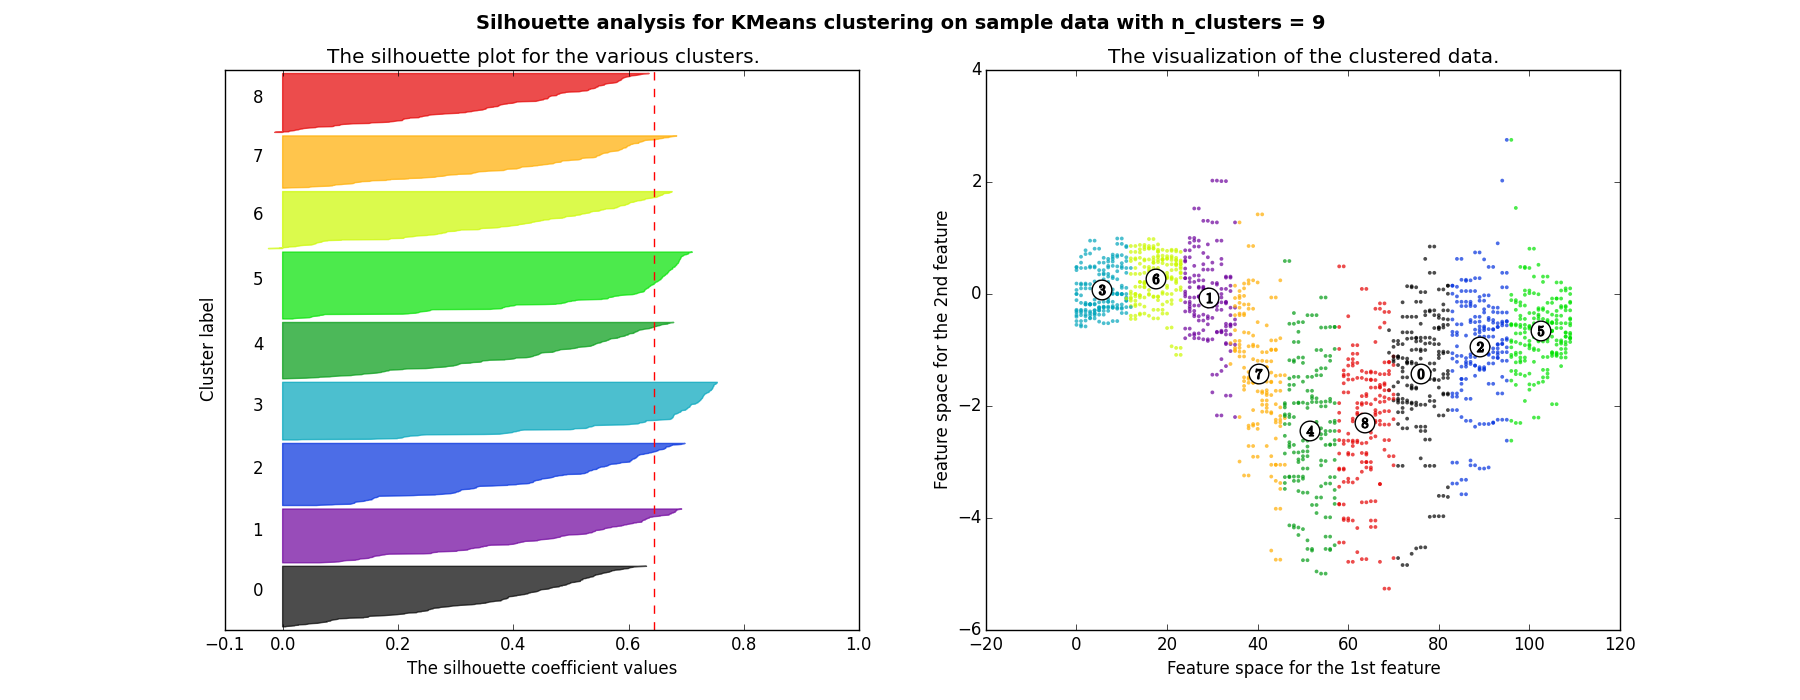 Silhouette analysis for KMeans clustering on sample data with n_clusters = 9
The silhouette plot for the various clusters.
8
7
6
5
4
3
2
1
0
Cluster label
−0.1 0.0 0.2 0.4 0.6 0.8 1.0
The silhouette coefficient values
The visualization of the clustered data.
4
2
0
−2
−4
−6
Feature space for the 2nd feature
3 6 1 7 4 8 0 2 5
−20 0 20 40 60 80 100 120
Feature space for the 1st feature